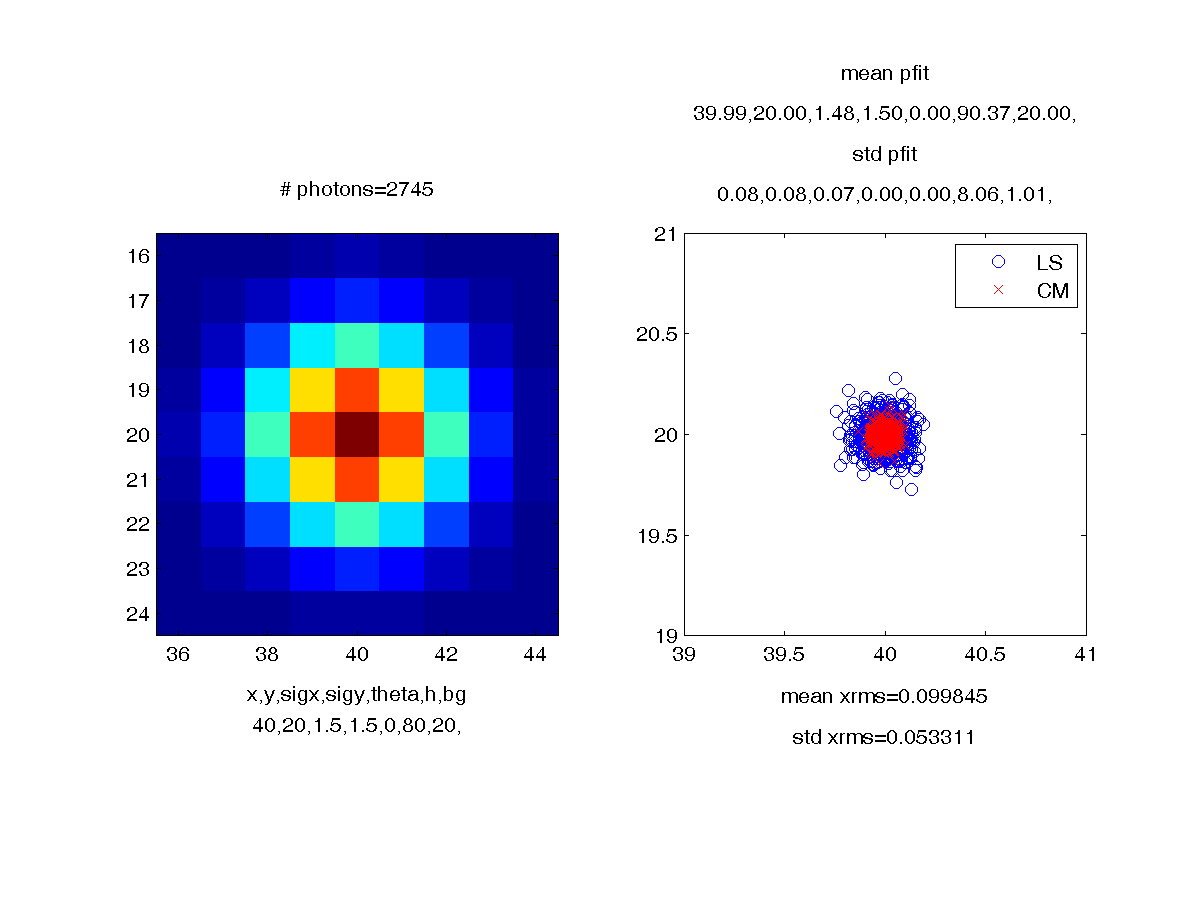 # photons=2745
16
17
18
19
20
21
22
23
24
36 38 40 42 44
x,y,sigx,sigy,theta,h,bg
40,20,1.5,1.5,0,80,20,
mean pfit
39.99,20.00,1.48,1.50,0.00,90.37,20.00,
std pfit
0.08,0.08,0.07,0.00,0.00,8.06,1.01,
21
20.5
20
19.5
19
LS
CM
39 39.5 40 40.5 41
mean xrms=0.099845
std xrms=0.053311